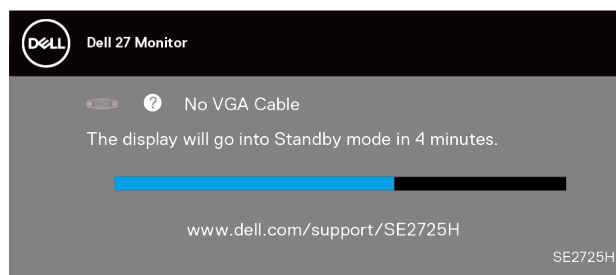 DELL
Dell 27 Monitor
? No VGA Cable
The display will go into Standby mode in 4 minutes.
www.dell.com/support/SE2725H
SE2725H